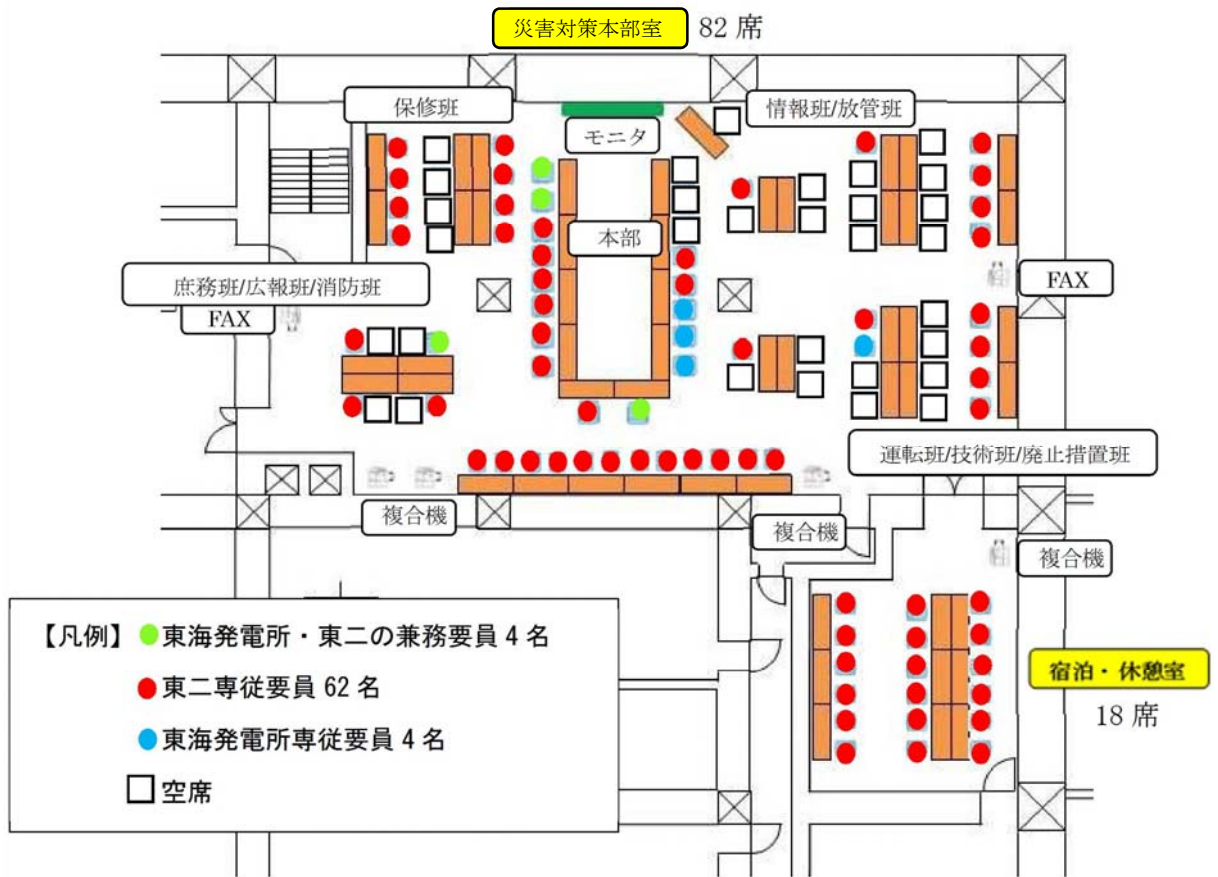 災害対策本部室 82 席
保修班
モニタ
情報班/放管班
本部
庶務班/広報班/消防班
FAX
FAX
運転班/技術班/廃止措置班
複合機
複合機
複合機
【凡例】 東海発電所・東二の兼務要員 4 名
東二専従要員 62 名
東海発電所専従要員 4 名
空席
宿泊・休憩室
18 席